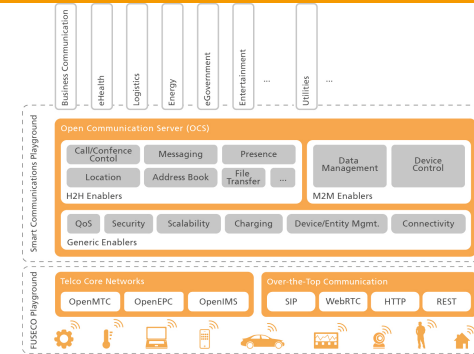 Business Communication
eHealth
Logistics
Energy
eGovernment
Entertainment
...
Utilities
...
Smart Communications Playground
Open Communication Server (OCS)
Call/Confence
Contol
Messaging
Presence
Location
Address Book
File
Transfer
...
H2H Enablers
Data
Management
Device
Control
M2M Enablers
QoS
Security
Scalability
Charging
Device/Entity Mgmt.
Connectivity
Generic Enablers
FUSECO Playground
Telco Core Networks
OpenMTC
OpenEPC
OpenIMS
Over-the-Top Communication
SIP
WebRTC
HTTP
REST